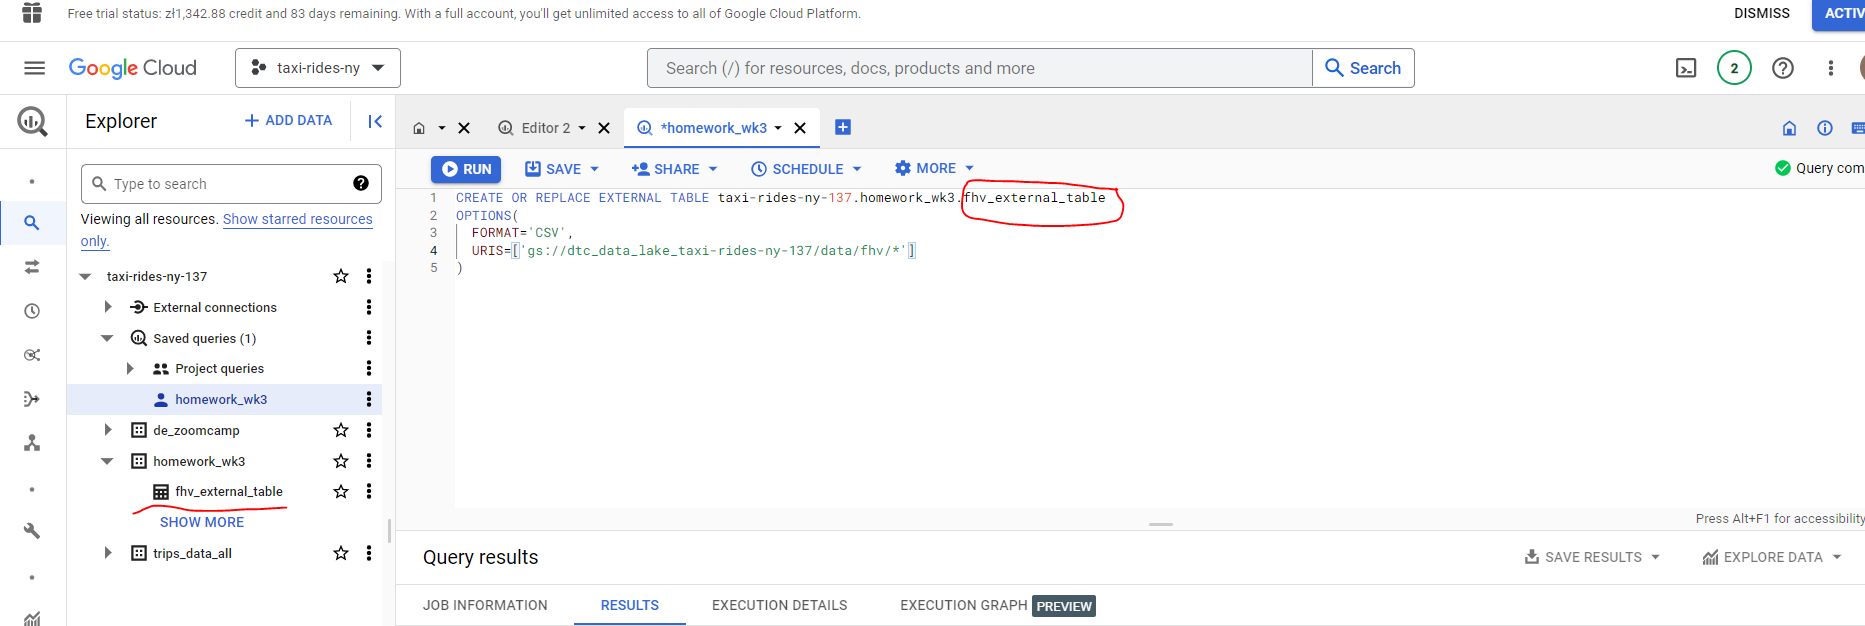 Free trial status: zł1,342.88 credit and 83 days remaining. With a full account, you'll get unlimited access to all of Google Cloud Platform.
DISMISS
ACTIV
Google Cloud
taxi-rides-ny
Search (/) for resources, docs, products and more
Search
2
Explorer
+ ADD DATA
Type to search
Viewing all resources. Show starred resources
only.
taxi-rides-ny-137
External connections
Saved queries (1)
Project queries
homework_wk3
de_zoomcamp
homework_wk3
fhv_external_table
SHOW MORE
trips_data_all
Editor 2
*homework_wk3
RUN
SAVE
SHARE
SCHEDULE
MORE
Query com
1 CREATE OR REPLACE EXTERNAL TABLE taxi-rides-ny-137.homework_wk3.fhv_external_table
2 OPTIONS(
3 FORMAT='CSV',
4 URIS=['gs://dtc_data_lake_taxi-rides-ny-137/data/fhv/*']
5 )
Press Alt+F1 for accessibility
Query results
SAVE RESULTS
EXPLORE DATA
JOB INFORMATION
RESULTS
EXECUTION DETAILS
EXECUTION GRAPH PREVIEW